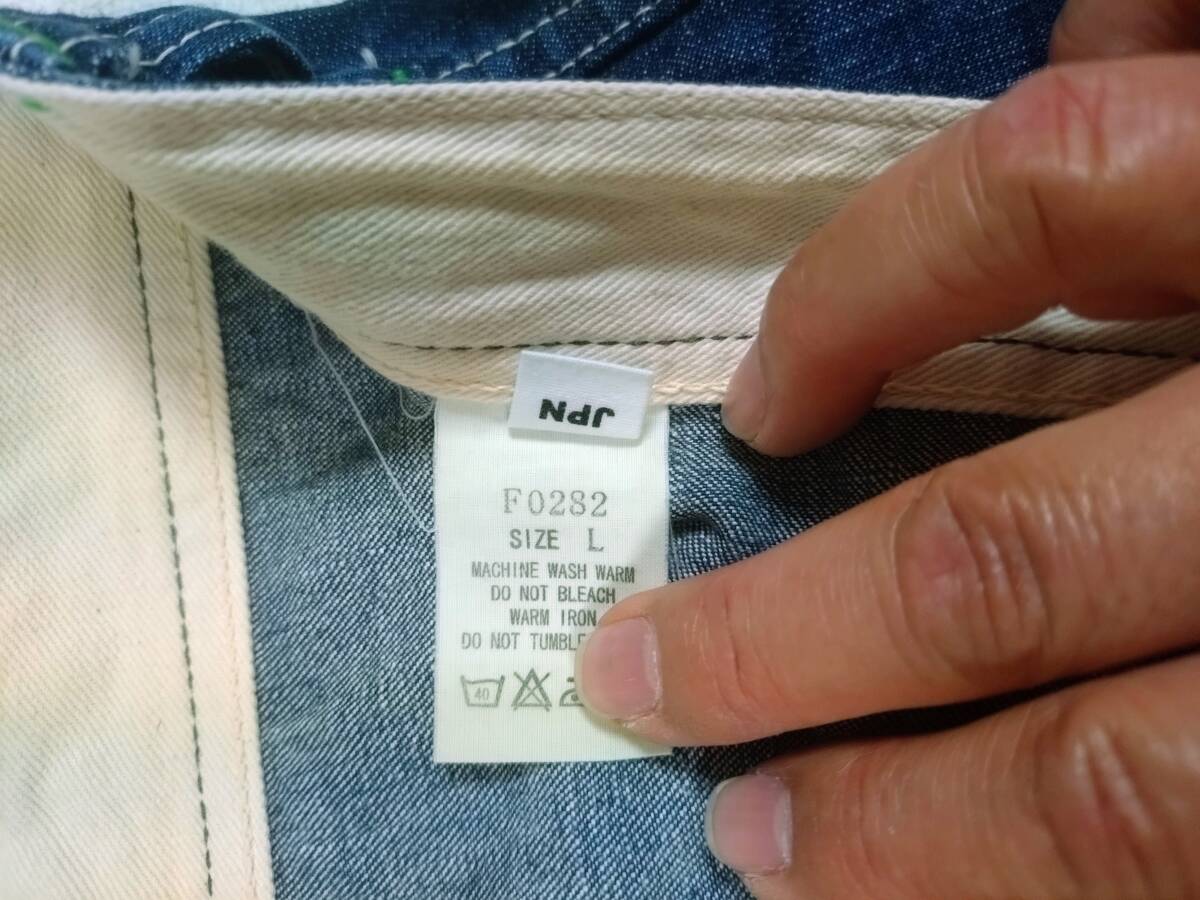 JPN
F0282
SIZE L
MACHINE WASH WARM
DO NOT BLEACH
WARM IRON
DO NOT TUMBLE
40